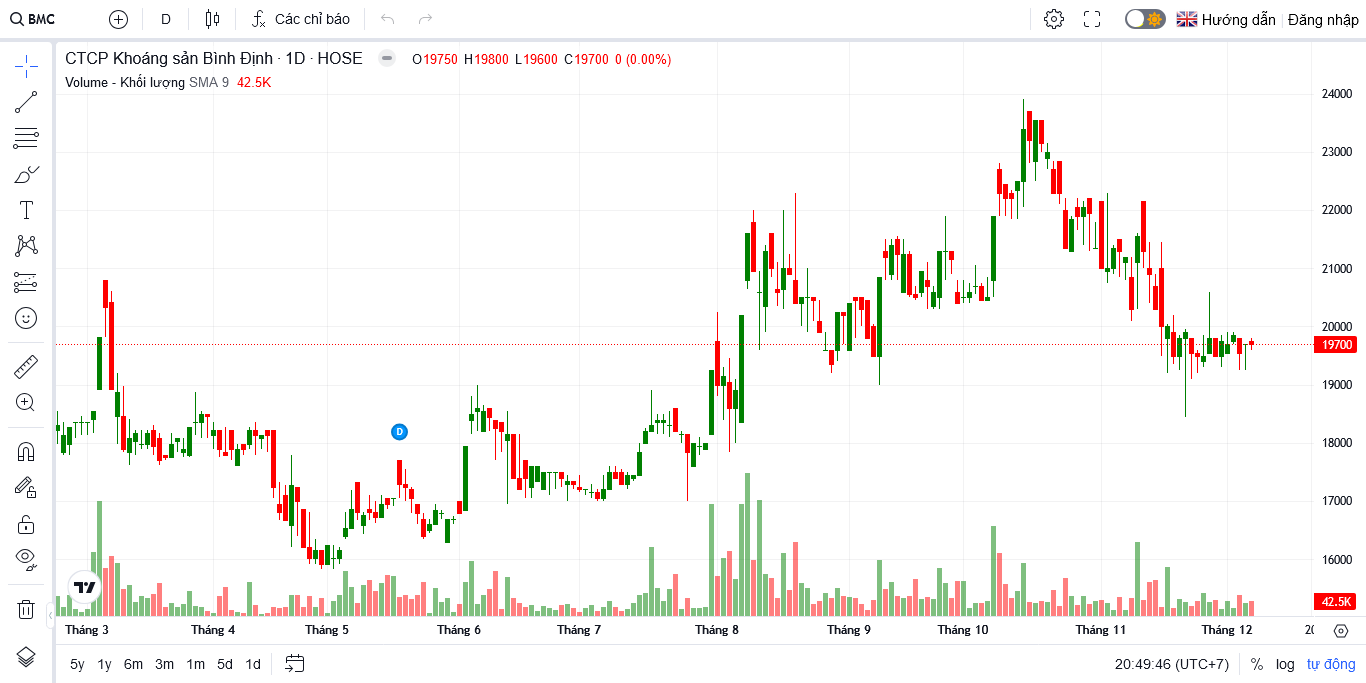 BMC D Các chỉ báo Hướng dẫn Đăng nhập
CTCP Khoáng sản Bình Định · 1D · HOSE O19750 H19800 L19600 C19700 0 (0.00%)
Volume - Khối lượng SMA 9 42.5K
24000
23000
22000
21000
20000
19700
19000
18000
17000
16000
42.5K
D
Tháng 3 Tháng 4 Tháng 5 Tháng 6 Tháng 7 Tháng 8 Tháng 9 Tháng 10 Tháng 11 Tháng 12
5y 1y 6m 3m 1m 5d 1d 20:49:46 (UTC+7) % log tự động